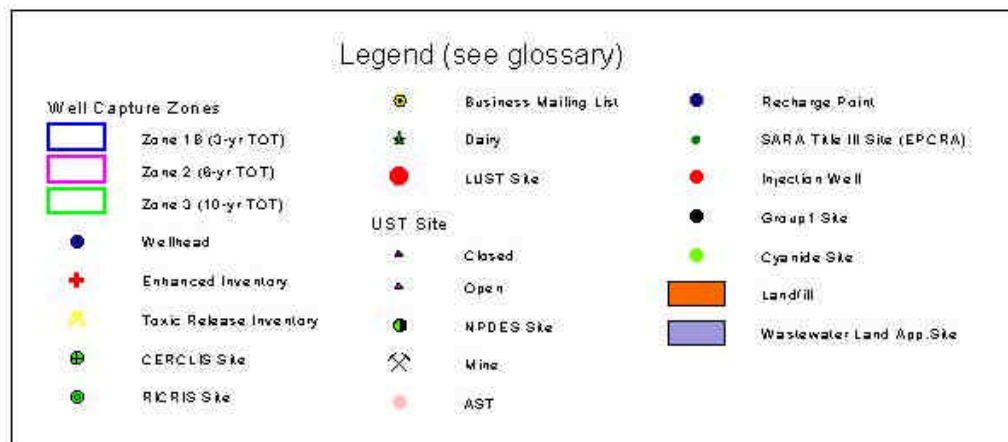 Legend (see glossary)
Well Capture Zones
Zone 1B (3-yr TOT)
Zone 2 (6-yr TOT)
Zone 3 (10-yr TOT)
Wellhead
Enhanced Inventory
Toxic Release Inventory
CERCLIS Site
RICRIS Site
Business Mailing List
Dairy
LUST Site
UST Site
Closed
Open
NPDES Site
Mine
AST
Recharge Point
SARA Title III Site (EPCRA)
Injection Well
Group1 Site
Cyanide Site
Landfill
Wastewater Land App.Site